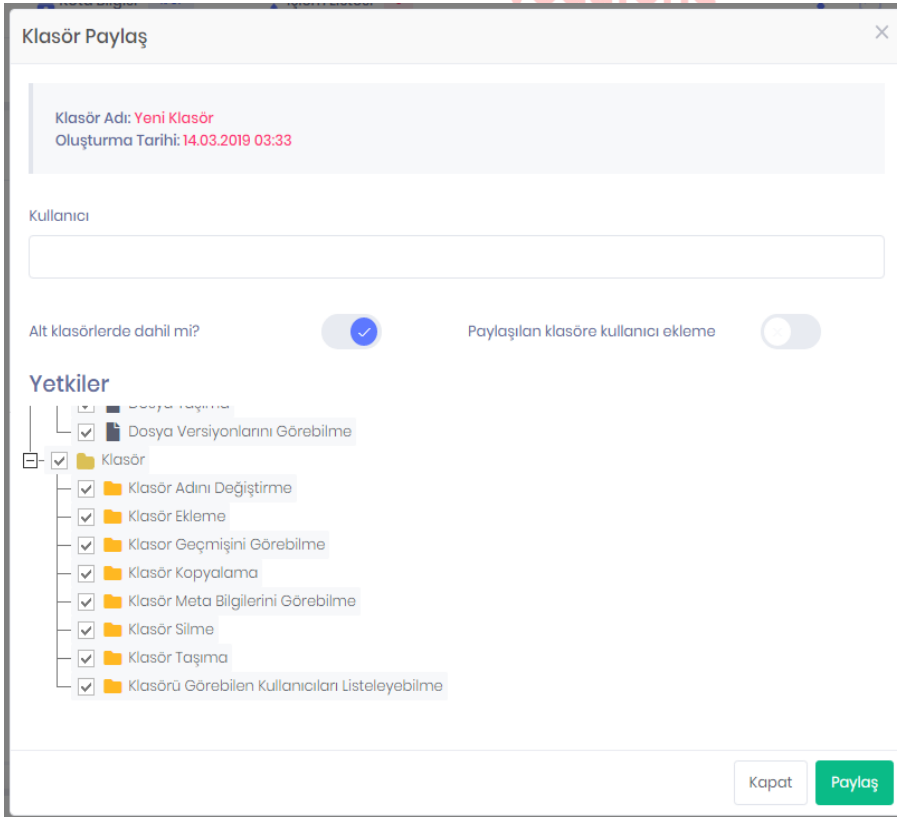 Klasör Paylaş
Klasör Adı: Yeni Klasör
Oluşturma Tarihi: 14.03.2019 03:33
Kullanıcı
Alt klasörlerde dahil mi?
Paylaşılan klasöre kullanıcı ekleme
Yetkiler
Dosya Taşıma
Dosya Versiyonlarını Görebilme
Klasör
Klasör Adını Değiştirme
Klasör Ekleme
Klasor Geçmişini Görebilme
Klasör Kopyalama
Klasör Meta Bilgilerini Görebilme
Klasör Silme
Klasör Taşıma
Klasörü Görebilen Kullanıcıları Listeleyebilme
Kapat
Paylaş